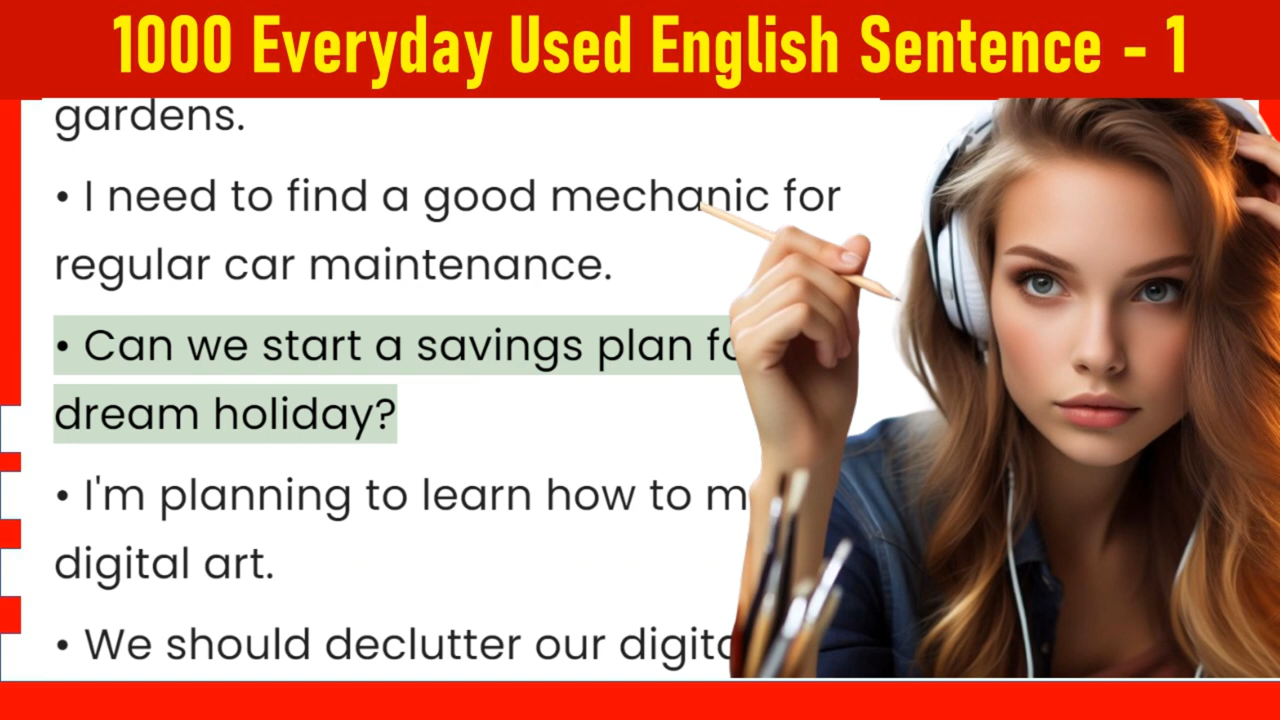 1000 Everyday Used English Sentence - 1
gardens.
• I need to find a good mechanic for
regular car maintenance.
• Can we start a savings plan
dream holiday?
• I'm planning to learn how to
digital art.
• We should declutter our